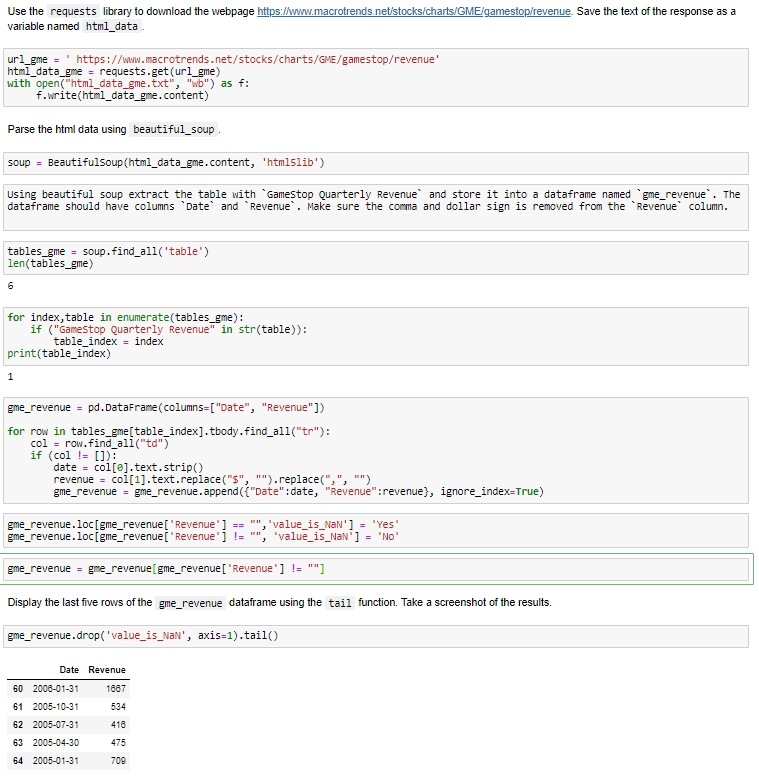 Use the requests library to download the webpage https://www.macrotrends.net/stocks/charts/GME/gamestop/revenue. Save the text of the response as a
variable named html_data .
url_gme = ' https://www.macrotrends.net/stocks/charts/GME/gamestop/revenue'
html_data_gme = requests.get(url_gme)
with open("html_data_gme.txt", "wb") as f:
    f.write(html_data_gme.content)
Parse the html data using beautiful_soup .
soup = BeautifulSoup(html_data_gme.content, 'html5lib')
Using beautiful soup extract the table with `GameStop Quarterly Revenue` and store it into a dataframe named `gme_revenue`. The
dataframe should have columns `Date` and `Revenue`. Make sure the comma and dollar sign is removed from the `Revenue` column.
tables_gme = soup.find_all('table')
len(tables_gme)
6
for index,table in enumerate(tables_gme):
    if ("GameStop Quarterly Revenue" in str(table)):
        table_index = index
print(table_index)
1
gme_revenue = pd.DataFrame(columns=["Date", "Revenue"])
for row in tables_gme[table_index].tbody.find_all("tr"):
    col = row.find_all("td")
    if (col != []):
        date = col[0].text.strip()
        revenue = col[1].text.replace("$", "").replace(",", "")
        gme_revenue = gme_revenue.append({"Date":date, "Revenue":revenue}, ignore_index=True)
gme_revenue.loc[gme_revenue['Revenue'] == "",'value_is_NaN'] = 'Yes'
gme_revenue.loc[gme_revenue['Revenue'] != "", 'value_is_NaN'] = 'No'
gme_revenue = gme_revenue[gme_revenue['Revenue'] != ""]
Display the last five rows of the gme_revenue dataframe using the tail function. Take a screenshot of the results.
gme_revenue.drop('value_is_NaN', axis=1).tail()
Date Revenue
60 2006-01-31 1667
61 2005-10-31 534
62 2005-07-31 416
63 2005-04-30 475
64 2005-01-31 709